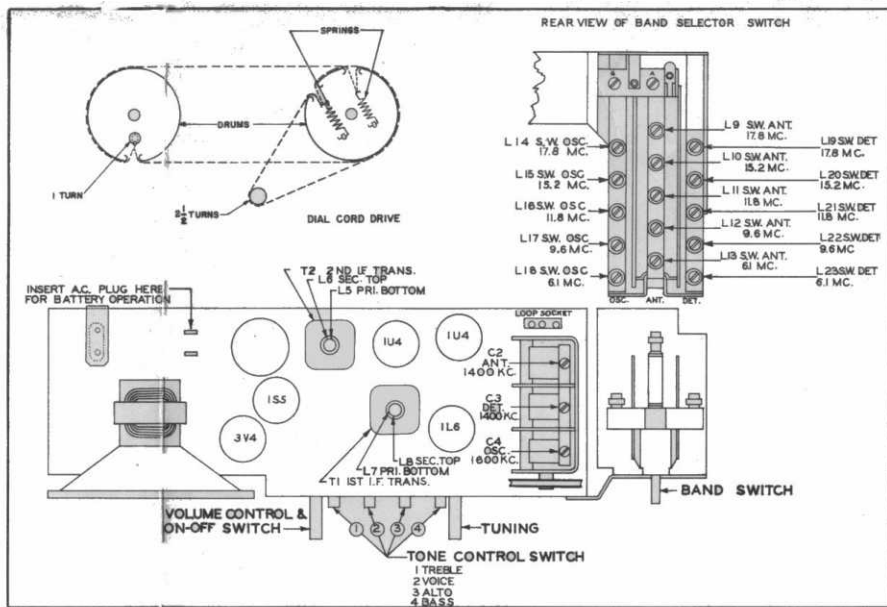 REAR VIEW OF BAND SELECTOR SWITCH
SPRINGS
DRUMS
1 TURN
2 1/2 TURNS
DIAL CORD DRIVE
A
L14 S.W. OSC.
17.8 MC.
L15 S.W. OSC
15.2 MC.
L16 S.W. OSC
11.8 MC.
L17 S.W. OSC
9.6 MC.
L18 S.W. OSC
6.1 MC.
L9 S.W. ANT.
17.8 MC.
L10 S.W. ANT.
15.2 MC.
L11 S.W. ANT
11.8 MC.
L12 S.W. ANT
9.6 MC.
L13 S.W. ANT
6.1 MC.
L19 S.W. DET
17.8 MC.
L20 S.W. DET
15.2 MC.
L21 S.W. DET
11.8 MC.
L22 S.W. DET
9.6 MC
L23 S.W. DET
6.1 MC.
OSC.
ANT.
DET.
INSERT A.C. PLUG HERE
FOR BATTERY OPERATION
T2 2ND I.F TRANS.
L6 SEC. TOP
L5 PRI. BOTTOM
LOOP SOCKET
1U4
1U4
1S5
3V4
1L6
C2
ANT.
1400 KC.
C3
DET.
1400 KC.
C4
OSC.
1600 KC.
L8 SEC. TOP
L7 PRI. BOTTOM
T1 1ST I.F. TRANS.
VOLUME CONTROL &
ON-OFF SWITCH
1
2
3
4
TUNING
BAND SWITCH
TONE CONTROL SWITCH
1 TREBLE
2 VOICE
3 ALTO
4 BASS